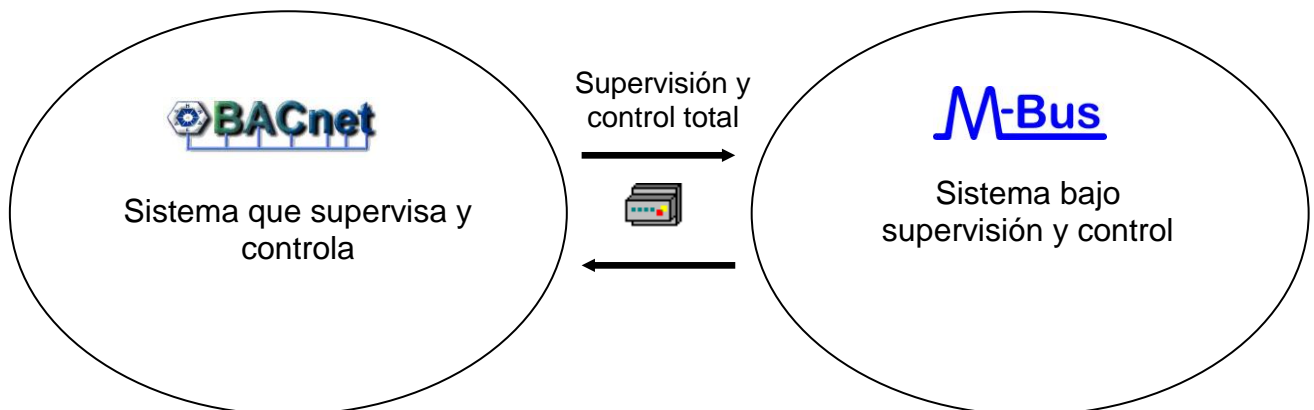 BACnet
Sistema que supervisa y
controla
Supervisión y
control total
M-Bus
Sistema bajo
supervisión y control